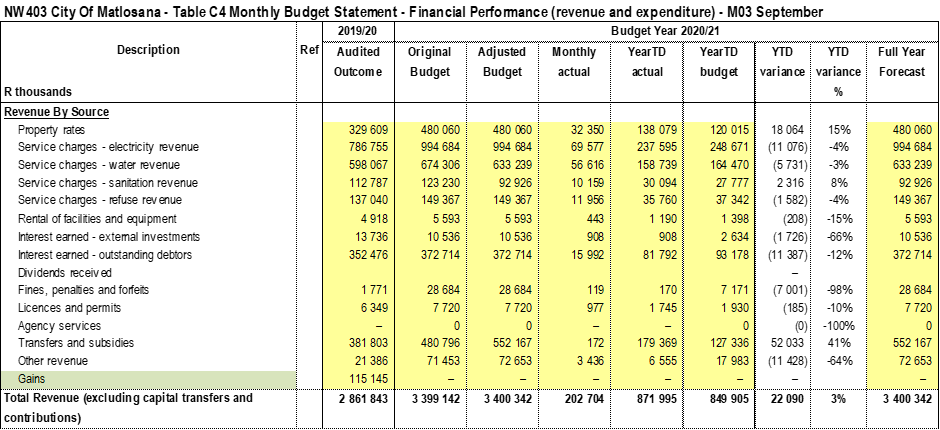 NW403 City Of Matlosana - Table C4 Monthly Budget Statement - Financial Performance (revenue and expenditure) - M03 September
2019/20 Budget Year 2020/21
Description Ref Audited Outcome Original Budget Adjusted Budget Monthly actual YearTD actual YearTD budget YTD variance YTD variance Full Year Forecast
R thousands %
Revenue By Source
Property rates 329 609 480 060 480 060 32 350 138 079 120 015 18 064 15% 480 060
Service charges - electricity revenue 786 755 994 684 994 684 69 577 237 595 248 671 (11 076) -4% 994 684
Service charges - water revenue 598 067 674 306 633 239 56 616 158 739 164 470 (5 731) -3% 633 239
Service charges - sanitation revenue 112 787 123 230 92 926 10 159 30 094 27 777 2 316 8% 92 926
Service charges - refuse revenue 137 040 149 367 149 367 11 956 35 760 37 342 (1 582) -4% 149 367
Rental of facilities and equipment 4 918 5 593 5 593 443 1 190 1 398 (208) -15% 5 593
Interest earned - external investments 13 736 10 536 10 536 908 908 2 634 (1 726) -66% 10 536
Interest earned - outstanding debtors 352 476 372 714 372 714 15 992 81 792 93 178 (11 387) -12% 372 714
Dividends received –
Fines, penalties and forfeits 1 771 28 684 28 684 119 170 7 171 (7 001) -98% 28 684
Licences and permits 6 349 7 720 7 720 977 1 745 1 930 (185) -10% 7 720
Agency services – 0 0 – – 0 (0) -100% 0
Transfers and subsidies 381 803 480 796 552 167 172 179 369 127 336 52 033 41% 552 167
Other revenue 21 386 71 453 72 653 3 436 6 555 17 983 (11 428) -64% 72 653
Gains 115 145 – – – – – – –
Total Revenue (excluding capital transfers and 2 861 843 3 399 142 3 400 342 202 704 871 995 849 905 22 090 3% 3 400 342
contributions)